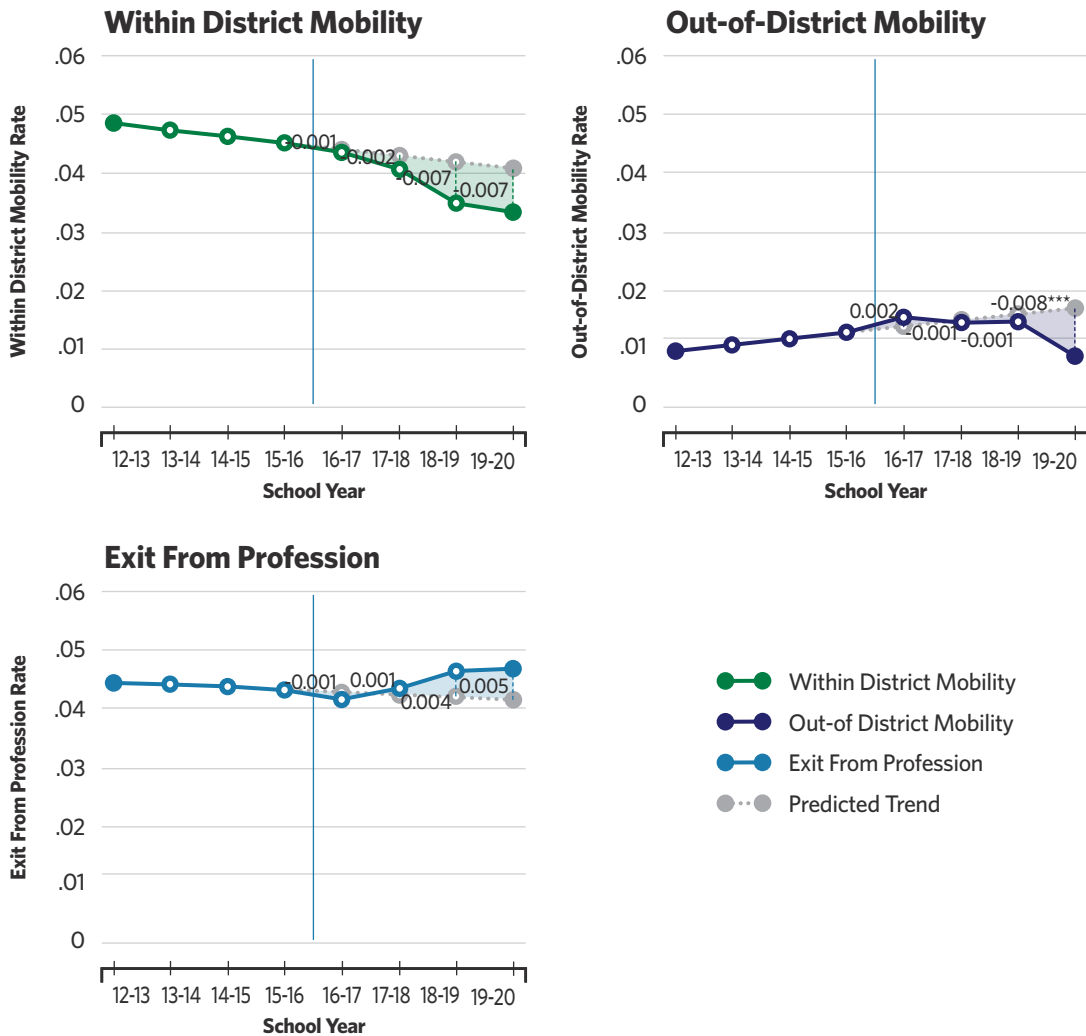 Within District Mobility
Within District Mobility Rate
.06
.05
.04
.03
.02
.01
0
-0.001
-0.002
-0.007
-0.007
12-13 13-14 14-15 15-16 16-17 17-18 18-19 19-20
School Year
Out-of-District Mobility
Out-of-District Mobility Rate
.06
.05
.04
.03
.02
.01
0
0.002
-0.001
-0.001
-0.008***
12-13 13-14 14-15 15-16 16-17 17-18 18-19 19-20
School Year
Exit From Profession
Exit From Profession Rate
.06
.05
.04
.03
.02
.01
0
-0.001
0.001
0.004
0.005
12-13 13-14 14-15 15-16 16-17 17-18 18-19 19-20
School Year
Within District Mobility
Out-of District Mobility
Exit From Profession
Predicted Trend